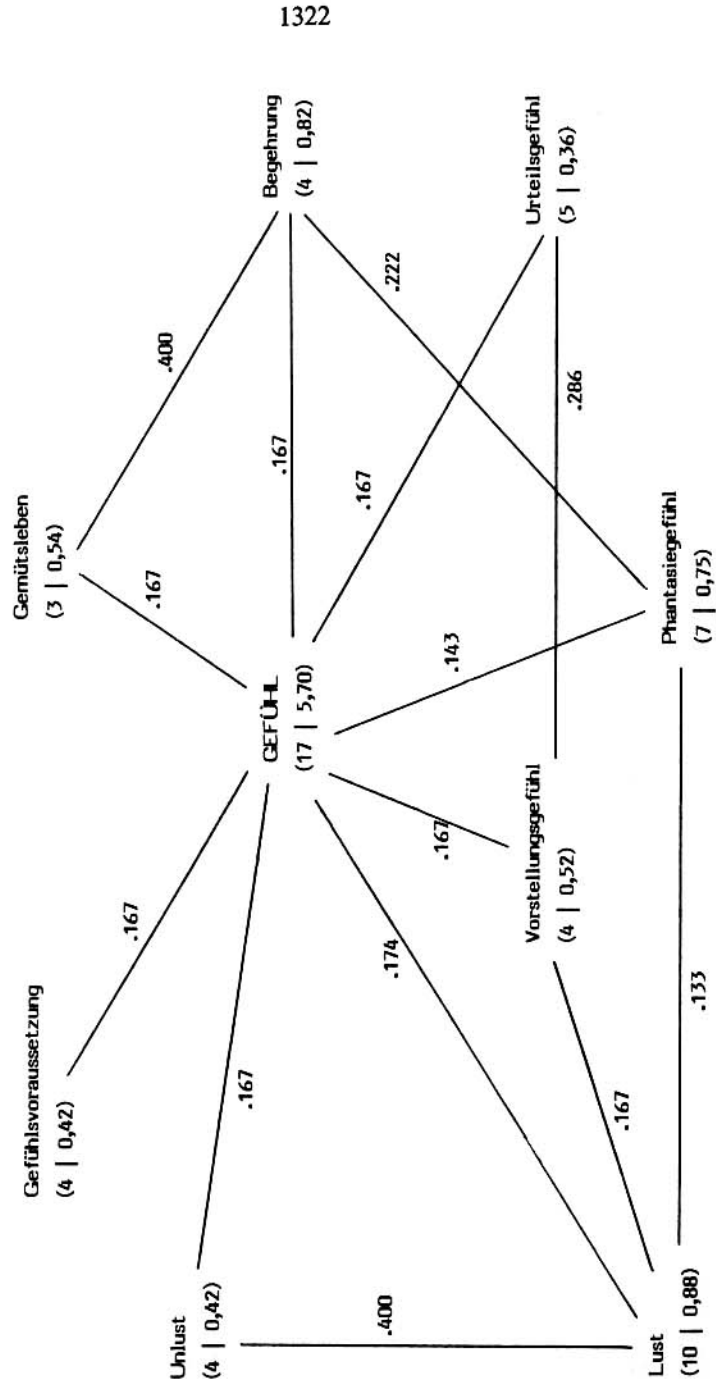 1322
Gemütsleben
(3 | 0,54)
Gefühlsvoraussetzung
(4 | 0,42)
.400
.167
.167
Begehrung
(4 | 0,82)
Unlust
(4 | 0,42)
.167
GEFÜHL
(17 | 5,70)
.167
.222
.400
.174
.167
.143
.167
Urteilsgefühl
(5 | 0,36)
Vorstellungsgefühl
(4 | 0,52)
.286
.167
Lust
(10 | 0,88)
.133
Phantasiegefühl
(7 | 0,75)